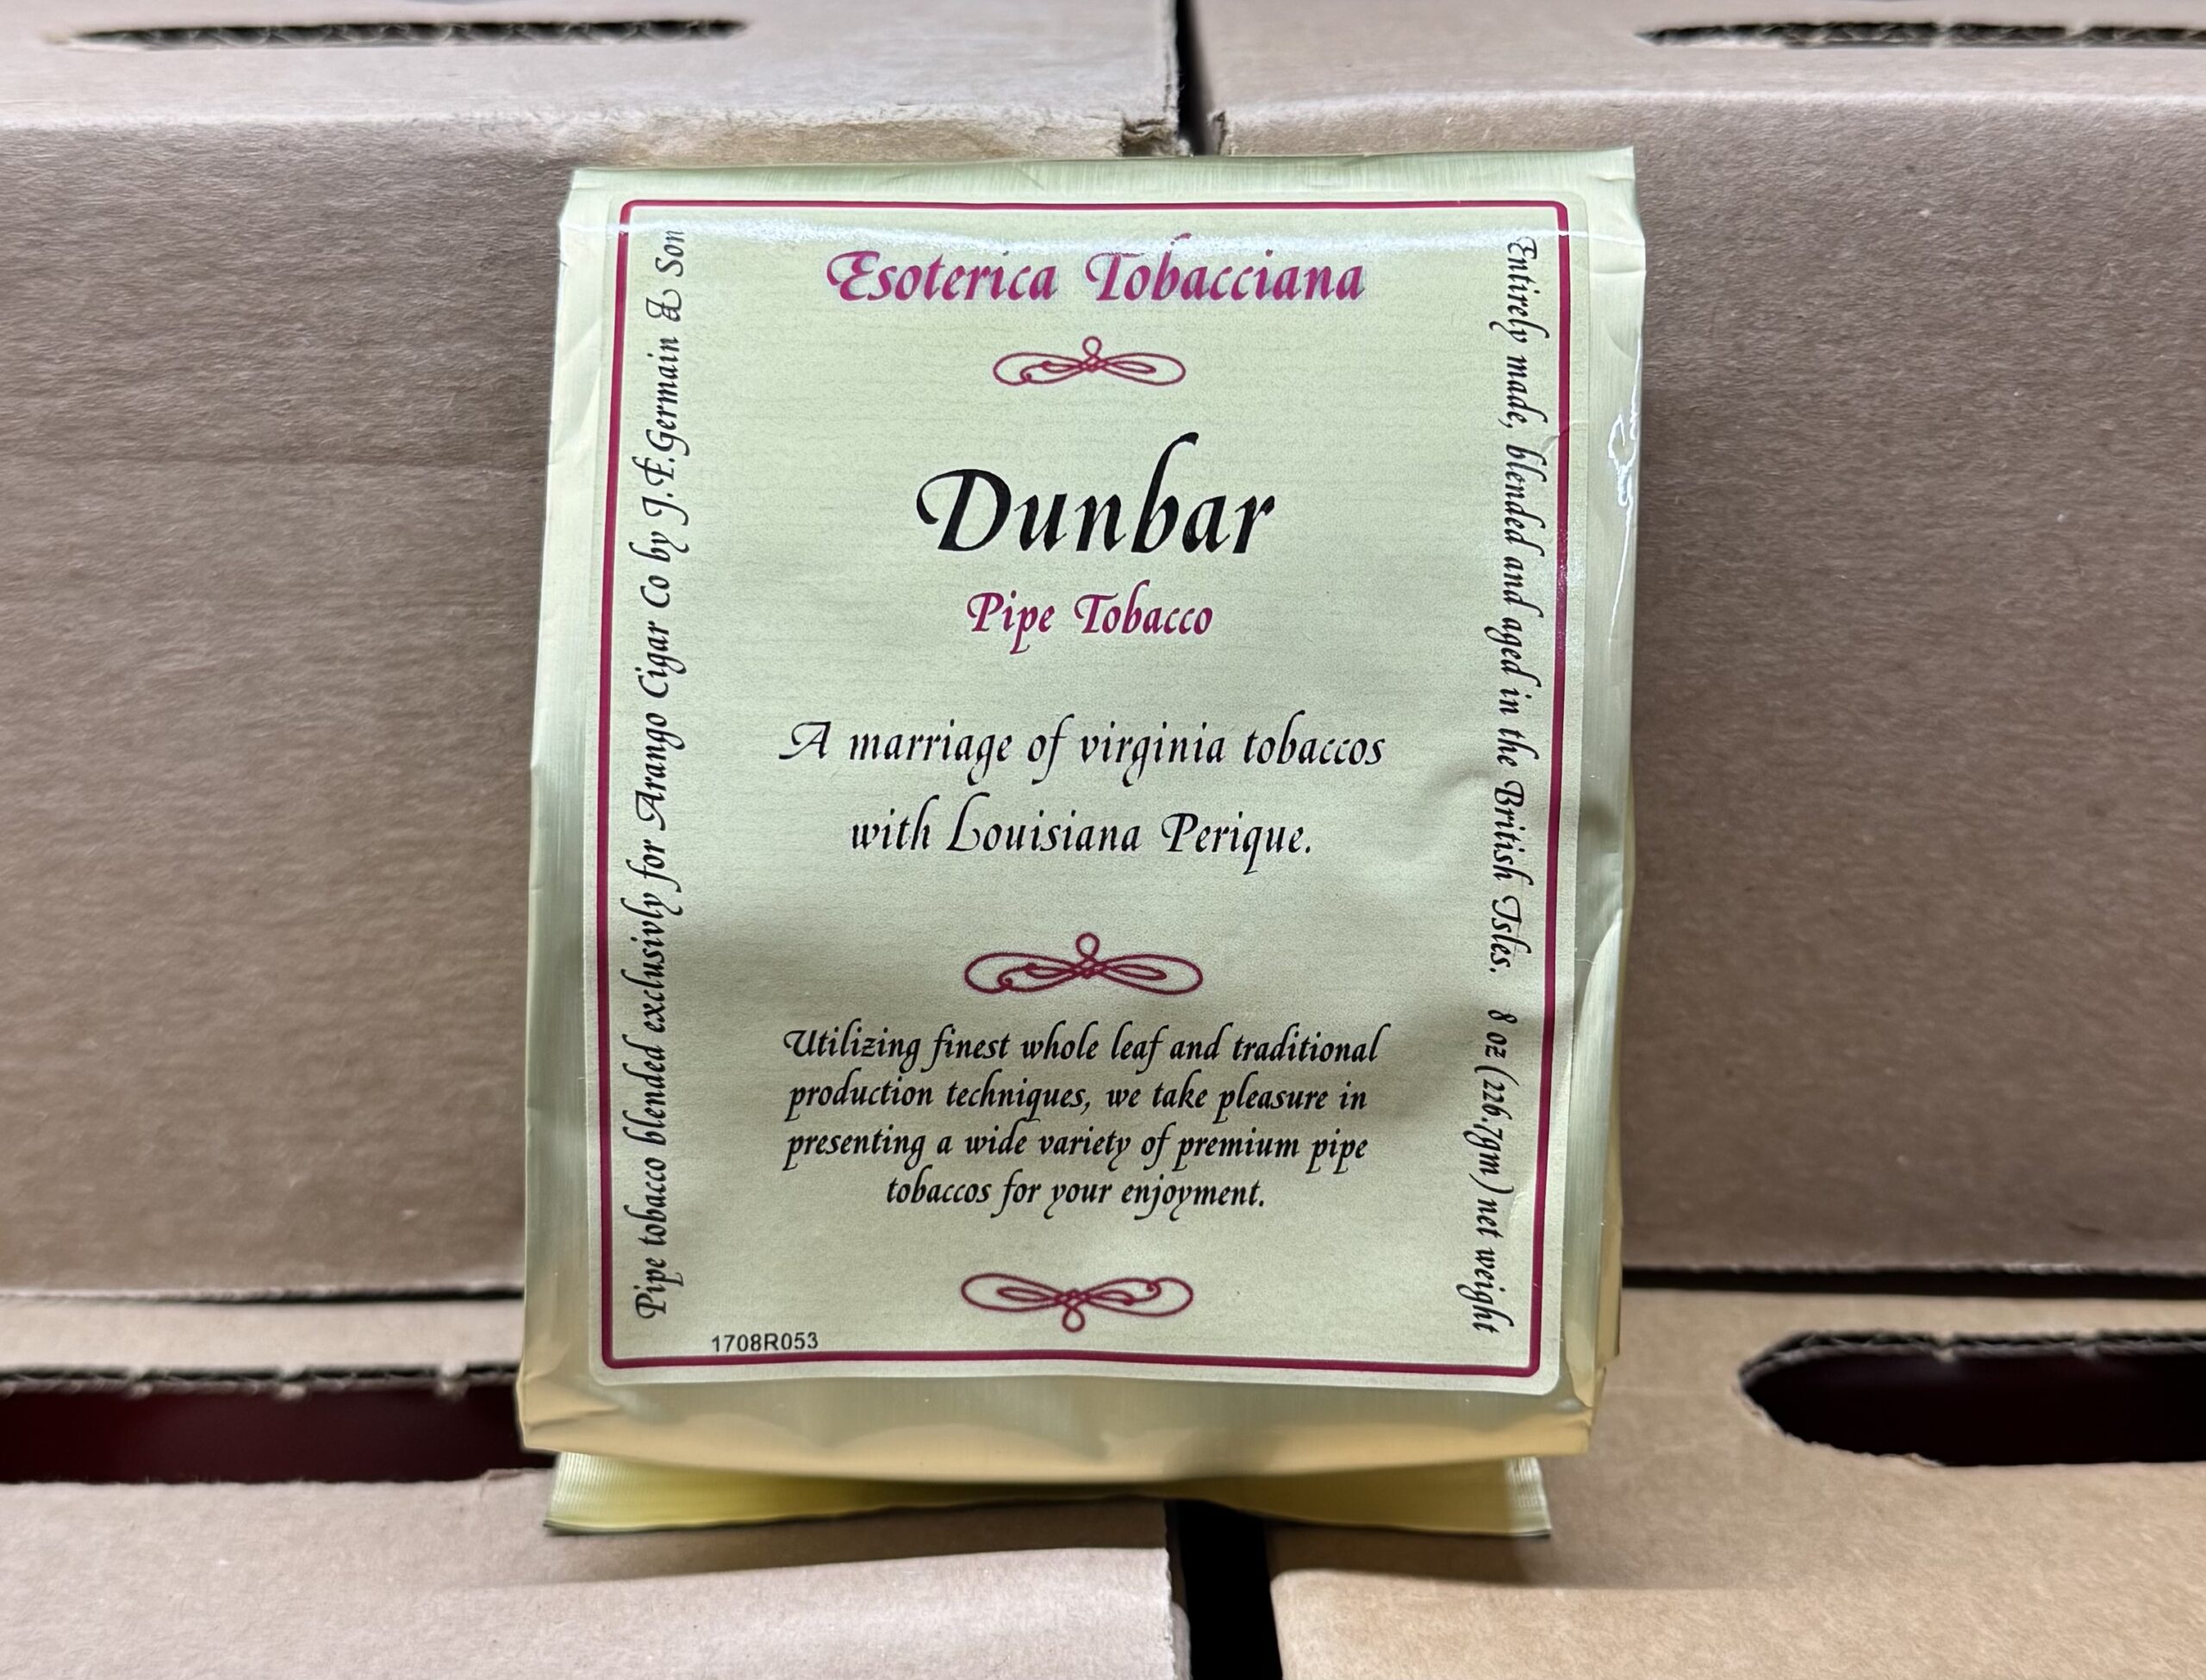 Esoterica Tobacciana
Dunbar
Pipe Tobacco
A marriage of virginia tobaccos
with Louisiana Perique.
Utilizing finest whole leaf and traditional
production techniques, we take pleasure in
presenting a wide variety of premium pipe
tobaccos for your enjoyment.
1708R053
Pipe tobacco blended exclusivly for Arango Cigar Co by J.F.Germain & Son
Entirely made, blended and aged in the British Isles. 8 oz (226.7gm) net weight